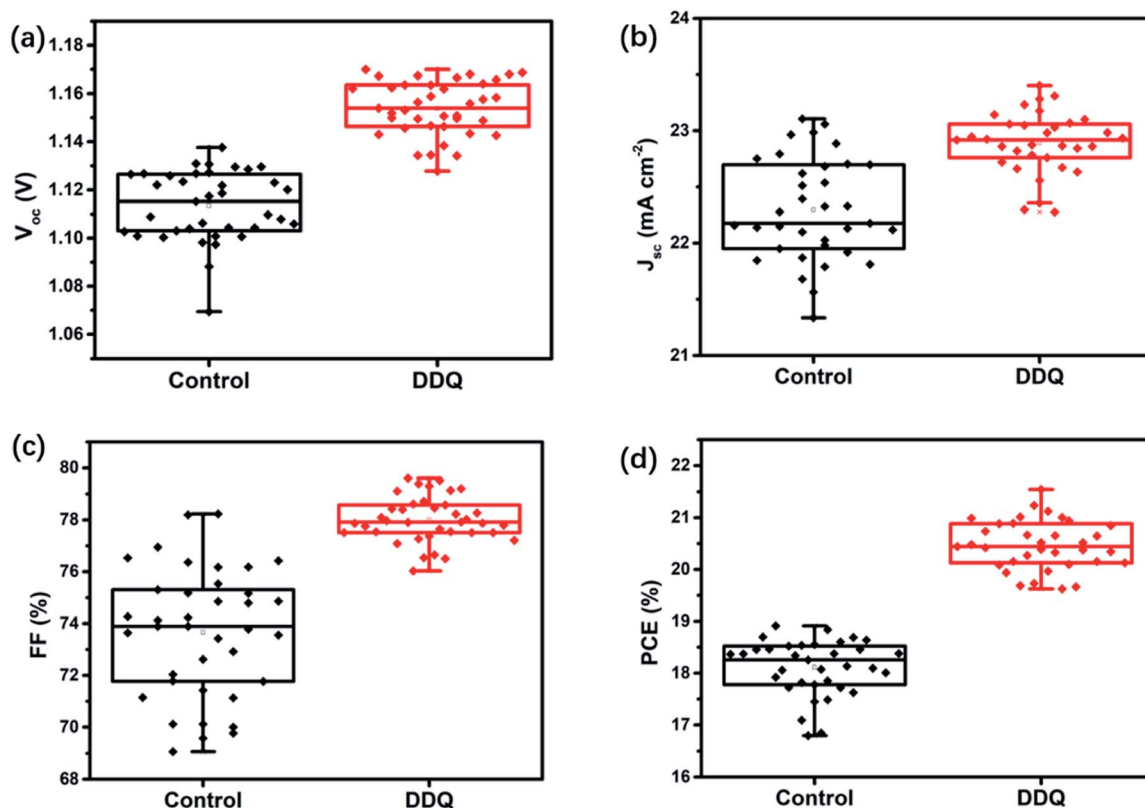 (a)
V_oc (V)
1.18
1.16
1.14
1.12
1.10
1.08
1.06
Control DDQ
(b)
J_sc (mA cm⁻²)
24
23
22
21
Control DDQ
(c)
FF (%)
80
78
76
74
72
70
68
Control DDQ
(d)
PCE (%)
22
21
20
19
18
17
16
Control DDQ